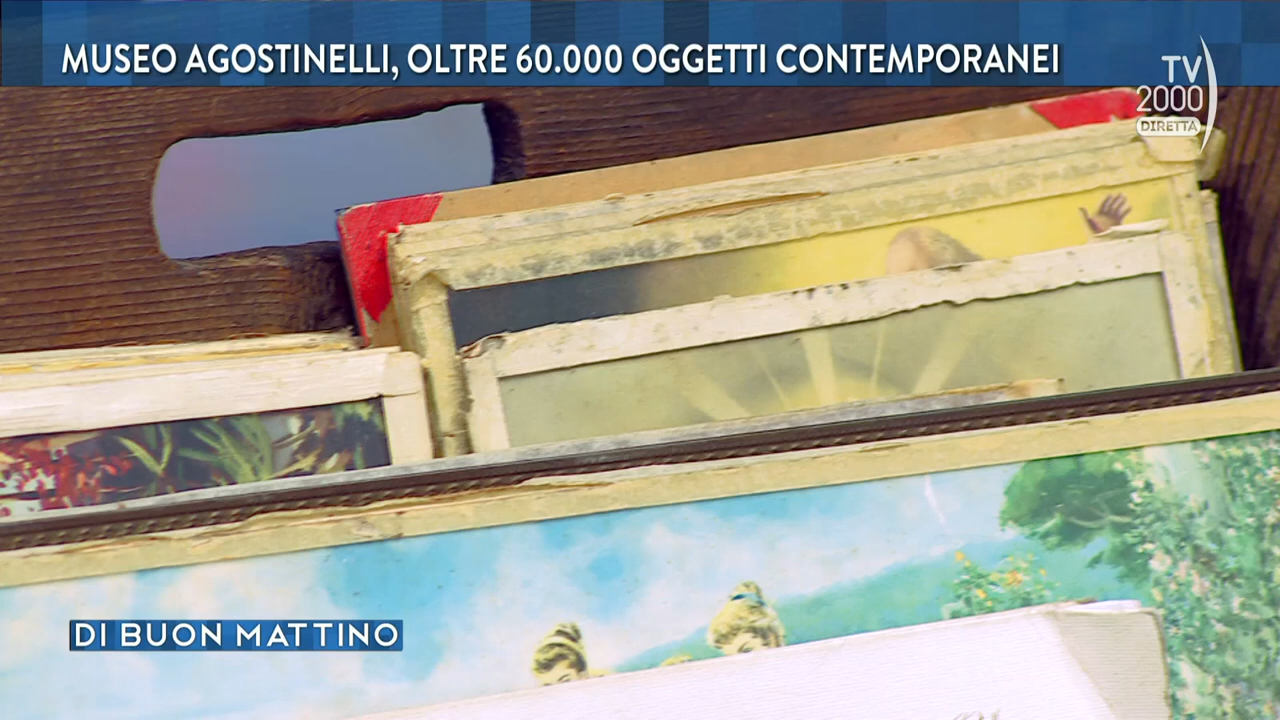 MUSEO AGOSTINELLI, OLTRE 60.000 OGGETTI CONTEMPORANEI
TV
2000
DIRETTA
DI BUON MATTINO